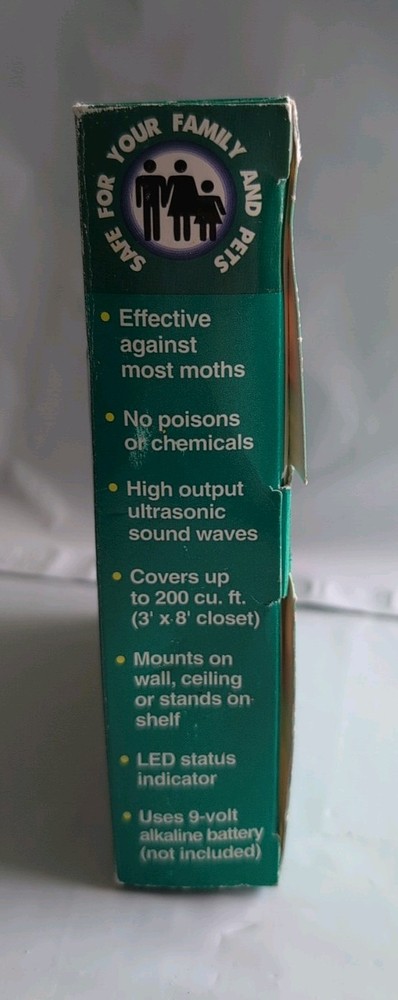 SAFE FOR YOUR FAMILY AND PETS
• Effective
against
most moths
• No poisons
or chemicals
• High output
ultrasonic
sound waves
• Covers up
to 200 cu. ft.
(3' x 8' closet)
• Mounts on
wall, ceiling
or stands on
shelf
• LED status
indicator
• Uses 9-volt
alkaline battery
(not included)